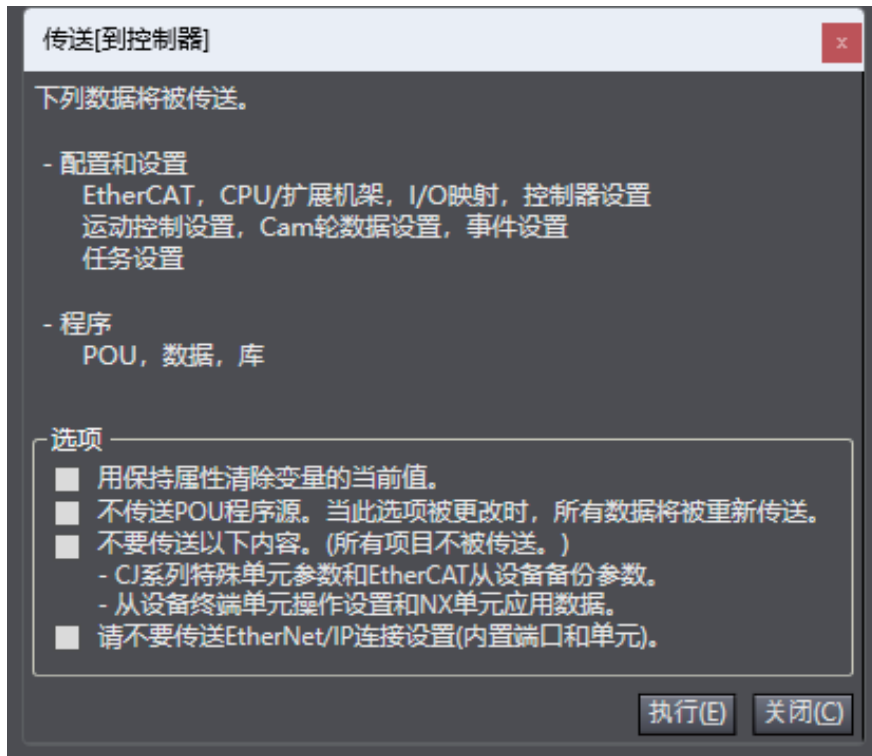 传送[到控制器]
x
下列数据将被传送。
- 配置和设置
EtherCAT，CPU/扩展机架，I/O映射，控制器设置
运动控制设置，Cam轮数据设置，事件设置
任务设置
- 程序
POU，数据，库
选项
用保持属性清除变量的当前值。
不传送POU程序源。当此选项被更改时，所有数据将被重新传送。
不要传送以下内容。(所有项目不被传送。)
- CJ系列特殊单元参数和EtherCAT从设备备份参数。
- 从设备终端单元操作设置和NX单元应用数据。
请不要传送EtherNet/IP连接设置(内置端口和单元)。
执行(E) 关闭(C)